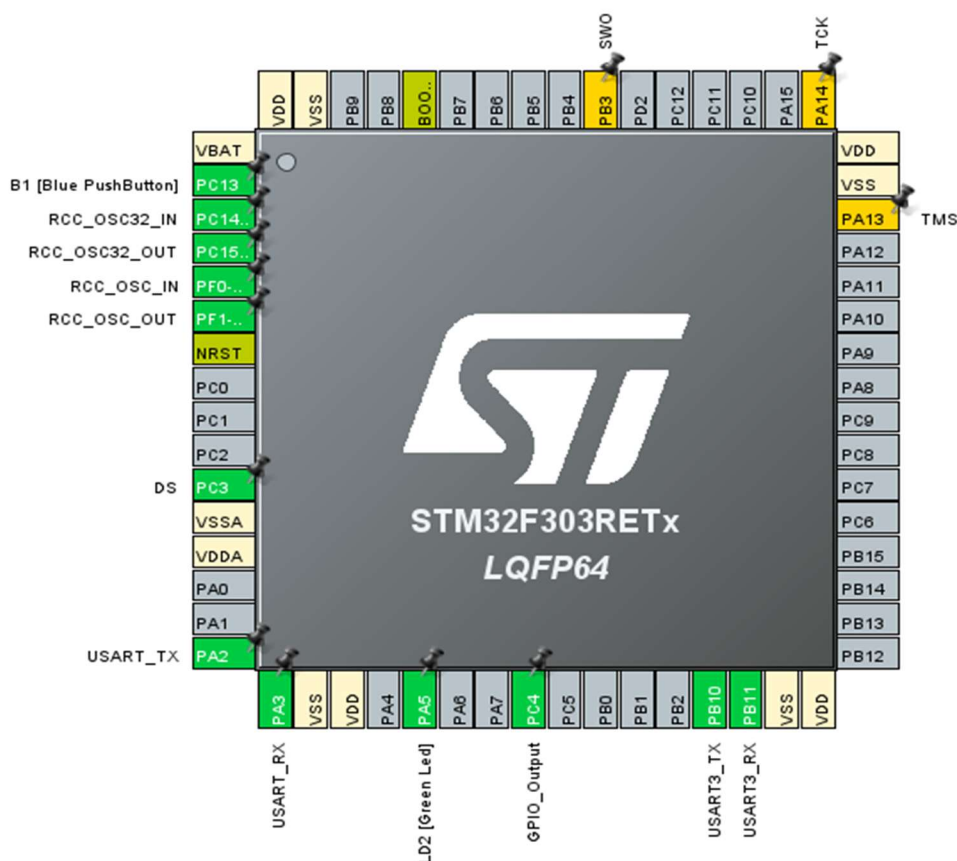 SWO
TCK
VDD
VSS
PB9
PB8
BOO..
PB7
PB6
PB5
PB4
PB3
PD2
PC12
PC11
PC10
PA15
PA14
VBAT
B1 [Blue PushButton] PC13
RCC_OSC32_IN PC14..
RCC_OSC32_OUT PC15..
RCC_OSC_IN PF0-..
RCC_OSC_OUT PF1-..
NRST
PC0
PC1
PC2
DS PC3
VSSA
VDDA
PA0
PA1
USART_TX PA2
VDD
VSS
PA13 TMS
PA12
PA11
PA10
PA9
PA8
PC9
PC8
PC7
PC6
PB15
PB14
PB13
PB12
ST
STM32F303RETx
LQFP64
PA3
VSS
VDD
PA4
PA5
PA6
PA7
PC4
PC5
PB0
PB1
PB2
PB10
PB11
VSS
VDD
USART_RX
LD2 [Green Led]
GPIO_Output
USART3_TX
USART3_RX